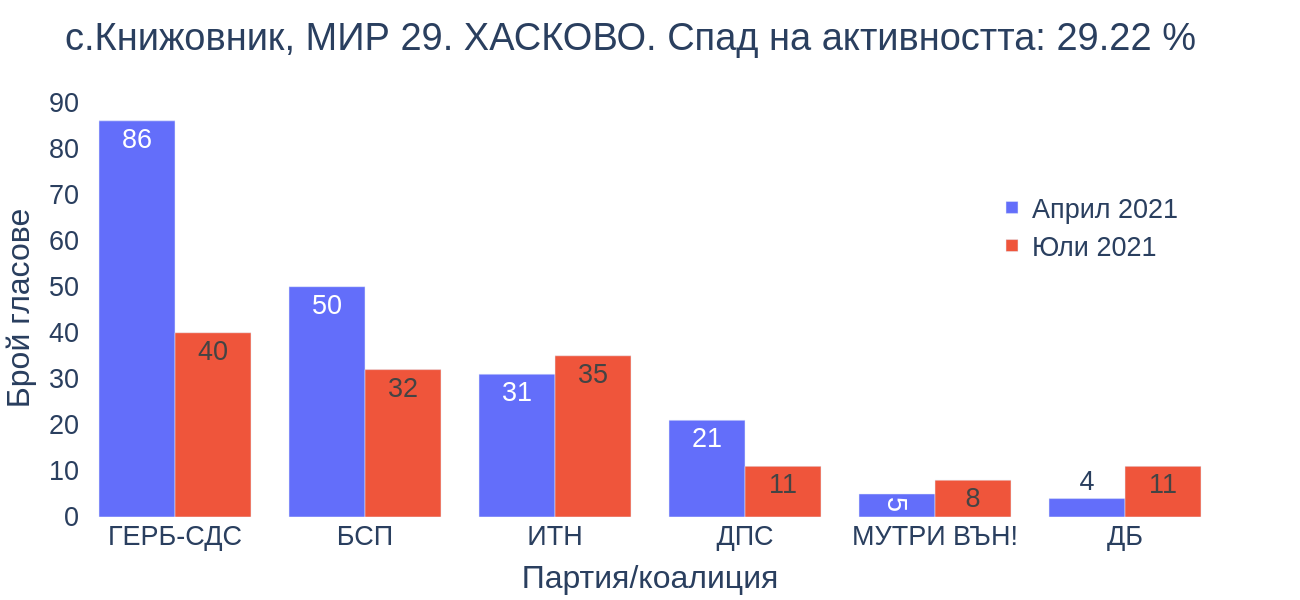 с.Книжовник, МИР 29. ХАСКОВО. Спад на активността: 29.22 %
Брой гласове
90
80
70
60
50
40
30
20
10
0
86
40
50
32
31
35
21
11
5
8
4
11
Април 2021
Юли 2021
ГЕРБ-СДС
БСП
ИТН
ДПС
МУТРИ ВЪН!
ДБ
Партия/коалиция